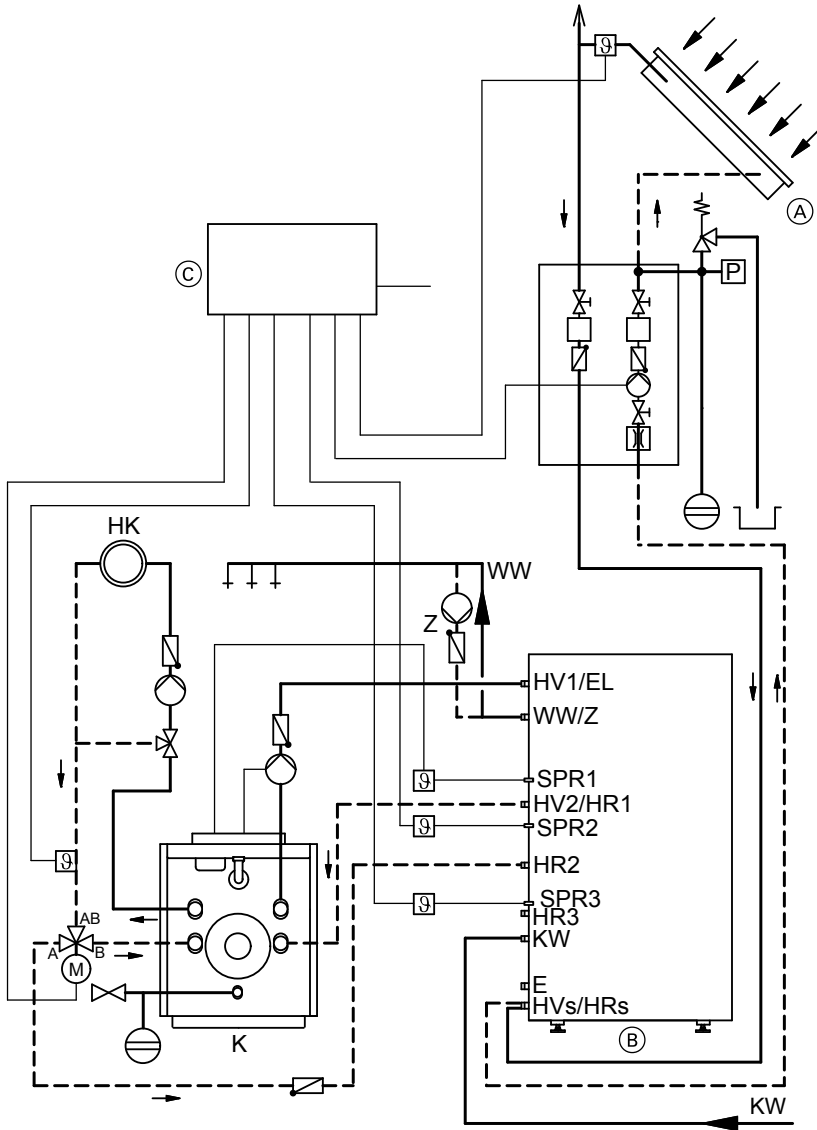 ϑ
A
C
P
HK
WW
Z
HV1/EL
WW/Z
ϑ
SPR1
HV2/HR1
ϑ
SPR2
ϑ
HR2
ϑ
SPR3
HR3
AB
KW
A
B
M
E
HVs/HRs
K
B
KW